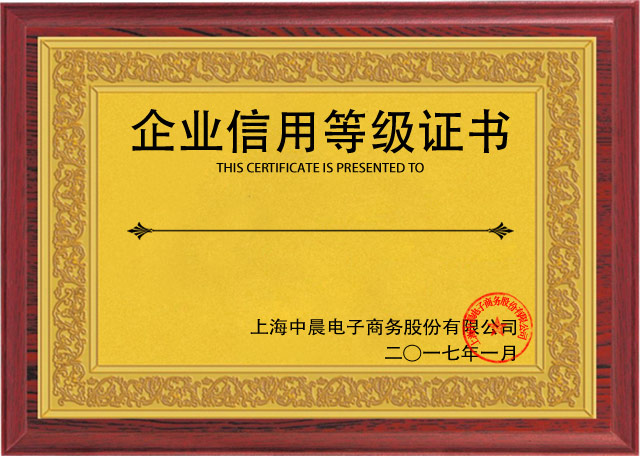 企业信用等级证书
THIS CERTIFICATE IS PRESENTED TO
上海中晨电子商务股份有限公司
二〇一七年一月